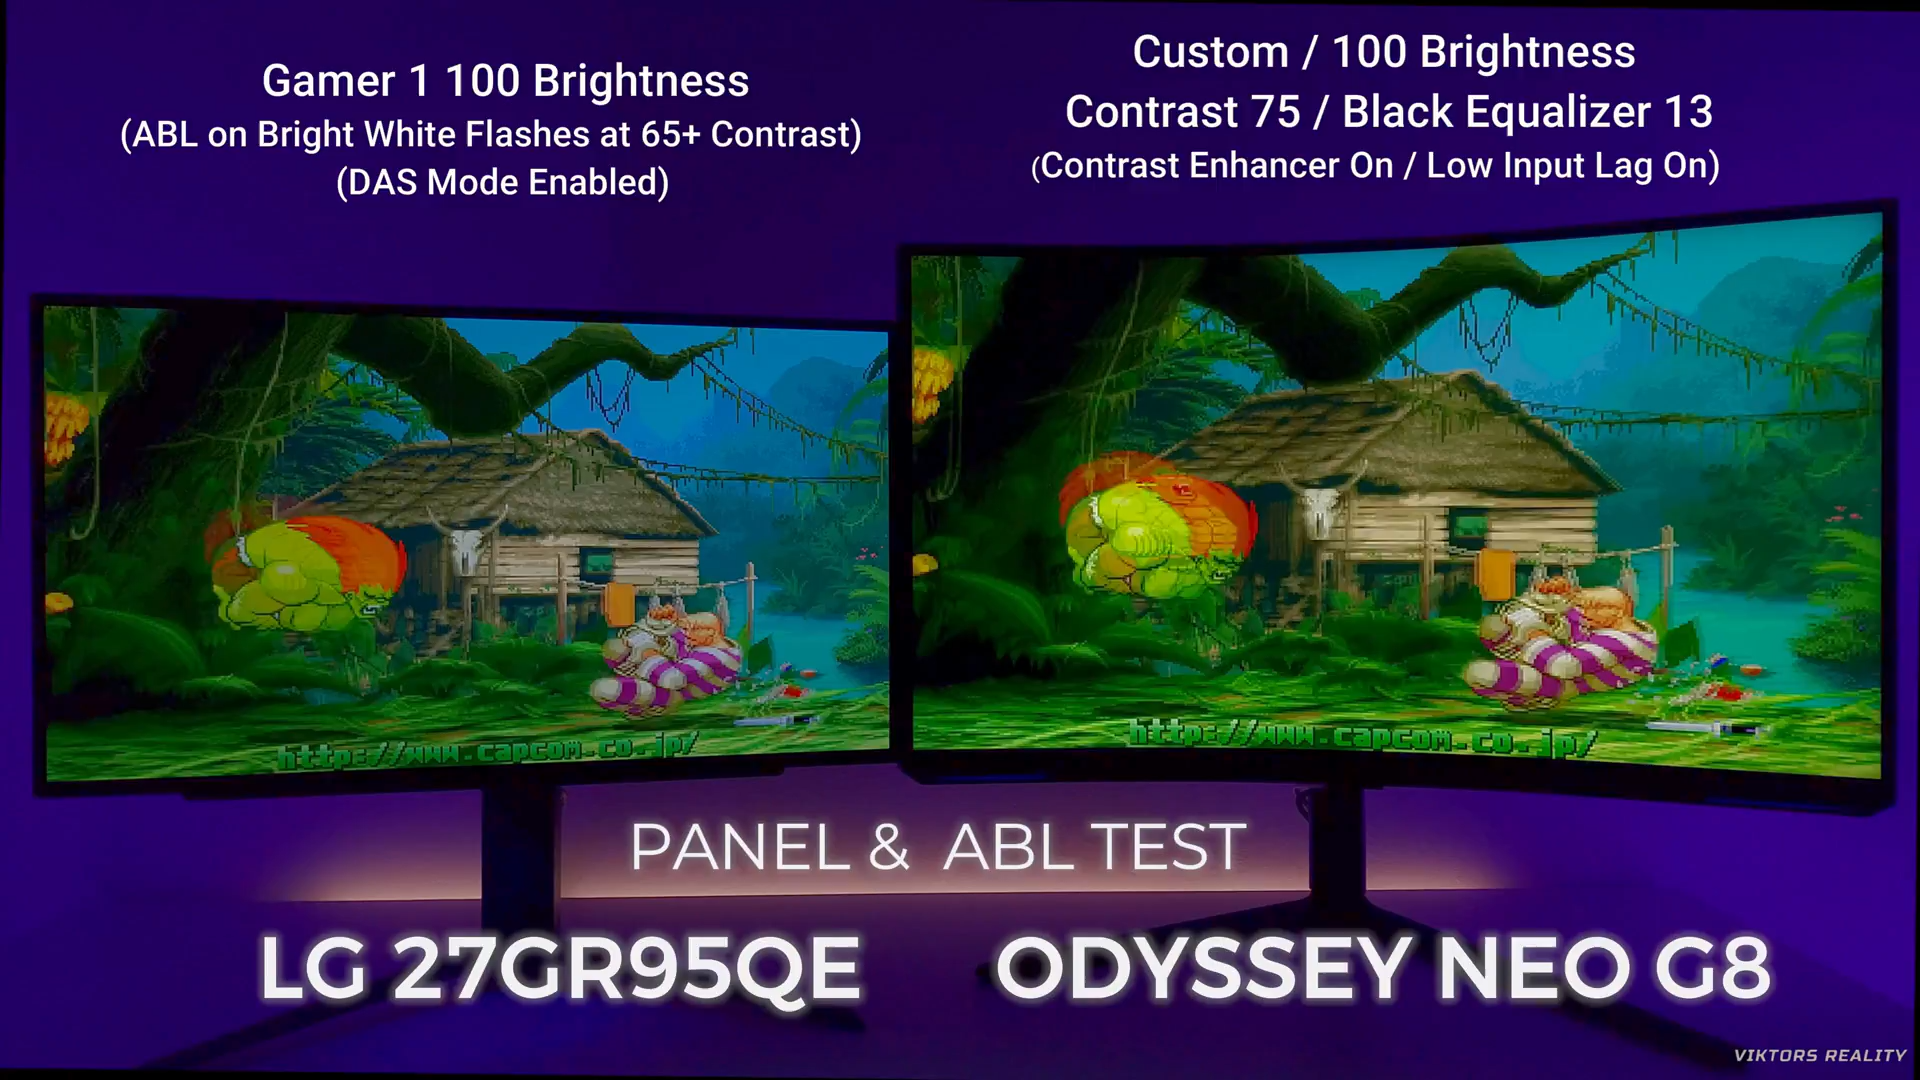 Gamer 1 100 Brightness
(ABL on Bright White Flashes at 65+ Contrast)
(DAS Mode Enabled)
Custom / 100 Brightness
Contrast 75 / Black Equalizer 13
(Contrast Enhancer On / Low Input Lag On)
http://www.capcom.co.jp/
http://www.capcom.co.jp/
PANEL & ABL TEST
LG 27GR95QE
ODYSSEY NEO G8
VIKTORS REALITY